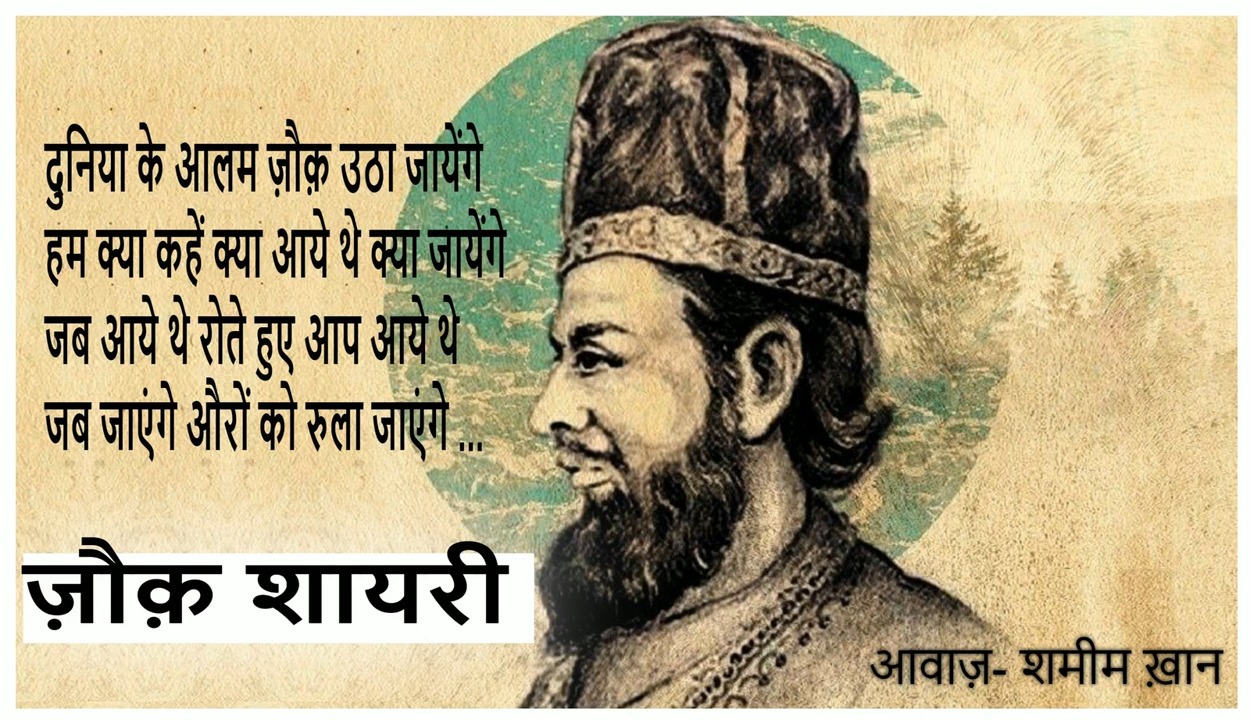 दुनिया के आलम ज़ौक़ उठा जायेंगे
हम क्या कहें क्या आये थे क्या जायेंगे
जब आये थे रोते हुए आप आये थे
जब जाएंगे औरों को रुला जाएंगे ...
ज़ौक़ शायरी
आवाज़- शमीम ख़ान